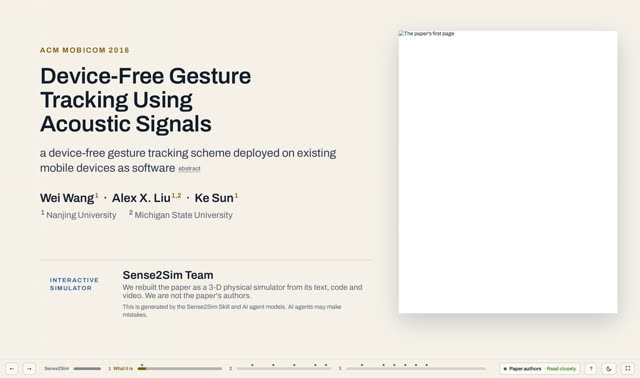 ACM MOBICOM 2016
Device-Free Gesture
Tracking Using
Acoustic Signals
a device-free gesture tracking scheme deployed on existing
mobile devices as software abstract
Wei Wang1 · Alex X. Liu1,2 · Ke Sun1
1 Nanjing University 2 Michigan State University
INTERACTIVE
SIMULATOR
Sense2Sim Team
We rebuilt the paper as a 3-D physical simulator from its text, code and
video. We are not the paper's authors.
This is generated by the Sense2Sim Skill and AI agent models. AI agents may make
mistakes.
The paper's first page
← → Sense2Sim 1 What it is 2 3 Paper authors · Read closely ?